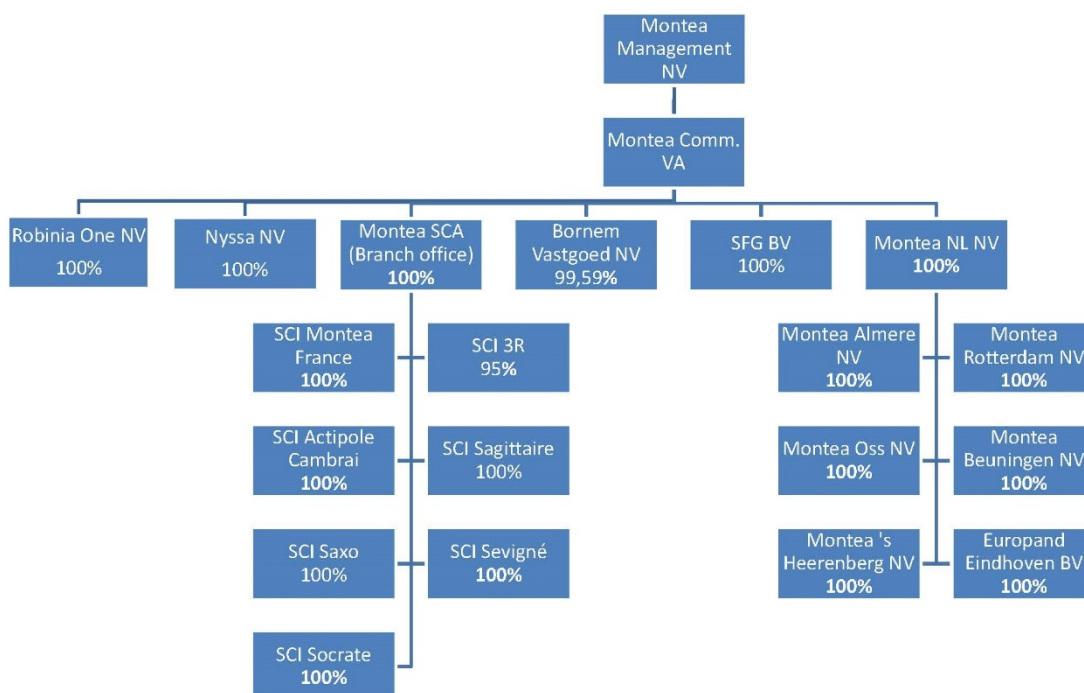 Montea
Management
NV
Montea Comm.
VA
Robinia One NV
100%
Nyssa NV
100%
Montea SCA
(Branch office)
100%
Bornem
Vastgoed NV
99,59%
SFG BV
100%
Montea NL NV
100%
SCI Montea
France
100%
SCI 3R
95%
Montea Almere
NV
100%
Montea
Rotterdam NV
100%
SCI Actipole
Cambrai
100%
SCI Sagittaire
100%
Montea Oss NV
100%
Montea
Beuningen NV
100%
SCI Saxo
100%
SCI Sevigné
100%
Montea 's
Heerenberg NV
100%
Europand
Eindhoven BV
100%
SCI Socrate
100%